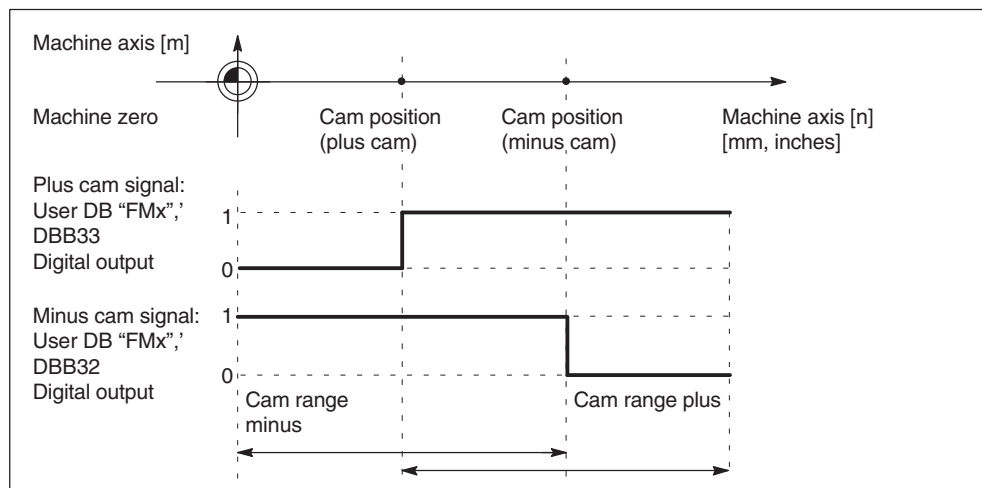 Machine axis [m]
Machine zero
Cam position
(plus cam)
Cam position
(minus cam)
Machine axis [n]
[mm, inches]
Plus cam signal:
User DB “FMx”,’
DBB33
Digital output
1
0
Minus cam signal:
User DB “FMx”,’
DBB32
Digital output
1
0
Cam range
minus
Cam range plus